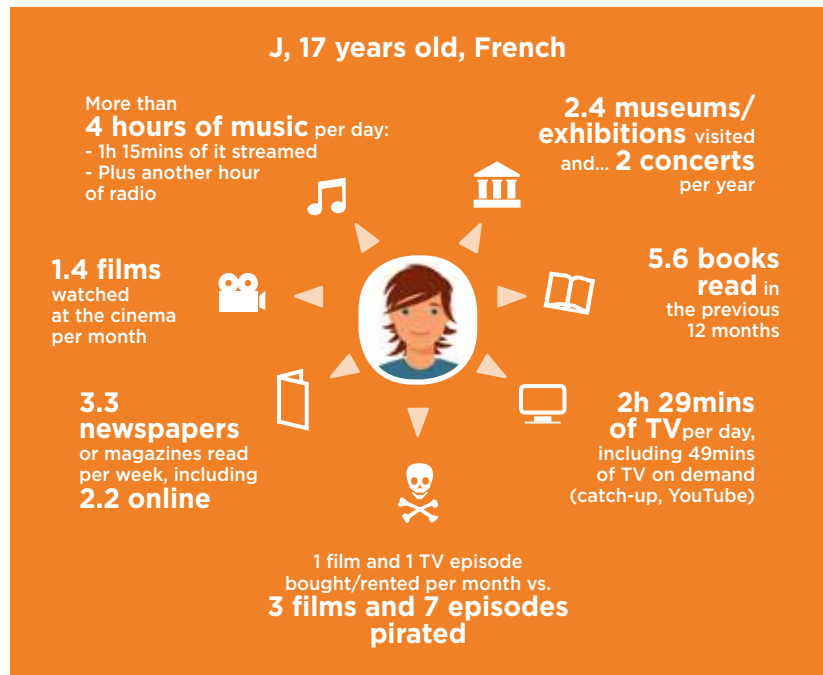 J, 17 years old, French
More than
4 hours of music per day:
- 1h 15mins of it streamed
- Plus another hour
of radio
2.4 museums/
exhibitions visited
and... 2 concerts
per year
1.4 films
watched
at the cinema
per month
5.6 books
read in
the previous
12 months
3.3
newspapers
or magazines read
per week, including
2.2 online
2h 29mins
of TV per day,
including 49mins
of TV on demand
(catch-up, YouTube)
1 film and 1 TV episode
bought/rented per month vs.
3 films and 7 episodes
pirated